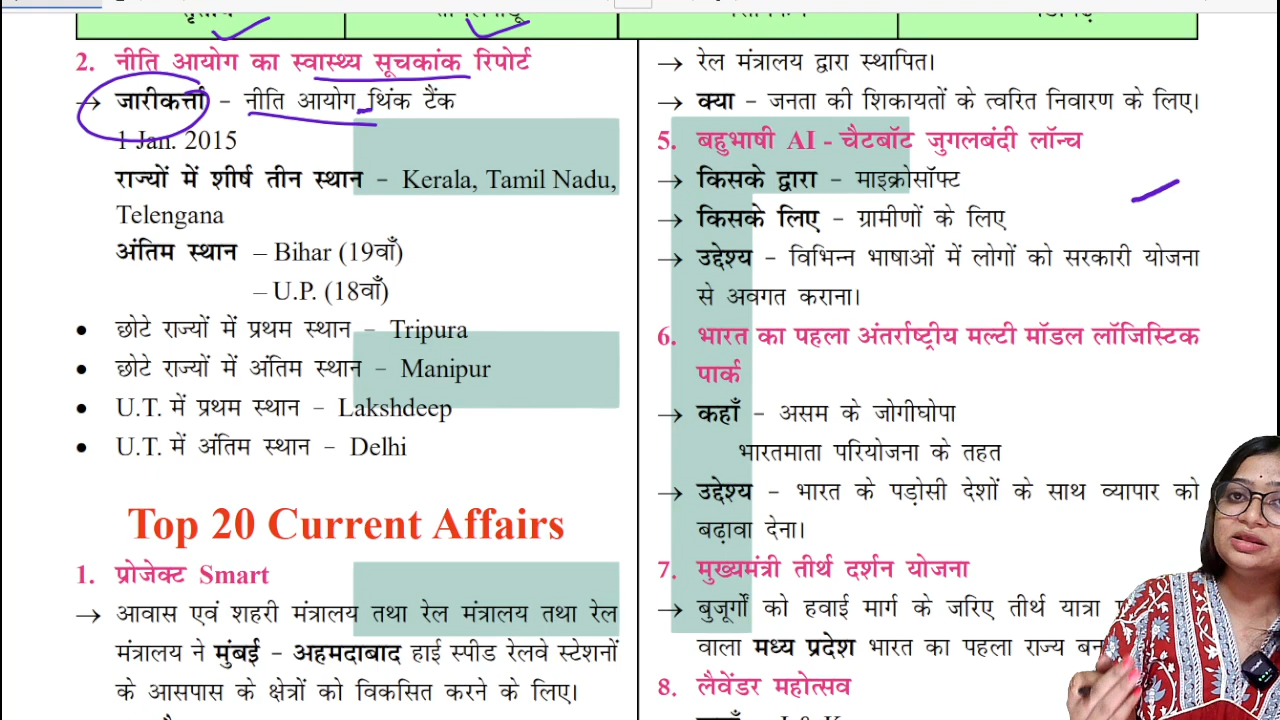 तृतीय
2. नीति आयोग का स्वास्थ्य सूचकांक रिपोर्ट
→ जारीकर्त्ता – नीति आयोग थिंक टैंक
1 Jan. 2015
राज्यों में शीर्ष तीन स्थान – Kerala, Tamil Nadu,
Telengana
अंतिम स्थान – Bihar (19वाँ)
– U.P. (18वाँ)
• छोटे राज्यों में प्रथम स्थान – Tripura
• छोटे राज्यों में अंतिम स्थान – Manipur
• U.T. में प्रथम स्थान – Lakshdeep
• U.T. में अंतिम स्थान – Delhi
Top 20 Current Affairs
1. प्रोजेक्ट Smart
→ आवास एवं शहरी मंत्रालय तथा रेल मंत्रालय तथा रेल
मंत्रालय ने मुंबई – अहमदाबाद हाई स्पीड रेलवे स्टेशनों
के आसपास के क्षेत्रों को विकसित करने के लिए।
→ रेल मंत्रालय द्वारा स्थापित।
→ क्या – जनता की शिकायतों के त्वरित निवारण के लिए।
5. बहुभाषी AI - चैटबॉट जुगलबंदी लॉन्च
→ किसके द्वारा – माइक्रोसॉफ्ट
→ किसके लिए – ग्रामीणों के लिए
→ उद्देश्य – विभिन्न भाषाओं में लोगों को सरकारी योजना
से अवगत कराना।
6. भारत का पहला अंतर्राष्ट्रीय मल्टी मॉडल लॉजिस्टिक
पार्क
→ कहाँ – असम के जोगीघोपा
भारतमाता परियोजना के तहत
→ उद्देश्य – भारत के पड़ोसी देशों के साथ व्यापार को
बढ़ावा देना।
7. मुख्यमंत्री तीर्थ दर्शन योजना
→ बुजूर्गों को हवाई मार्ग के जरिए तीर्थ यात्रा
वाला मध्य प्रदेश भारत का पहला राज्य बन
8. लैवेंडर महोत्सव